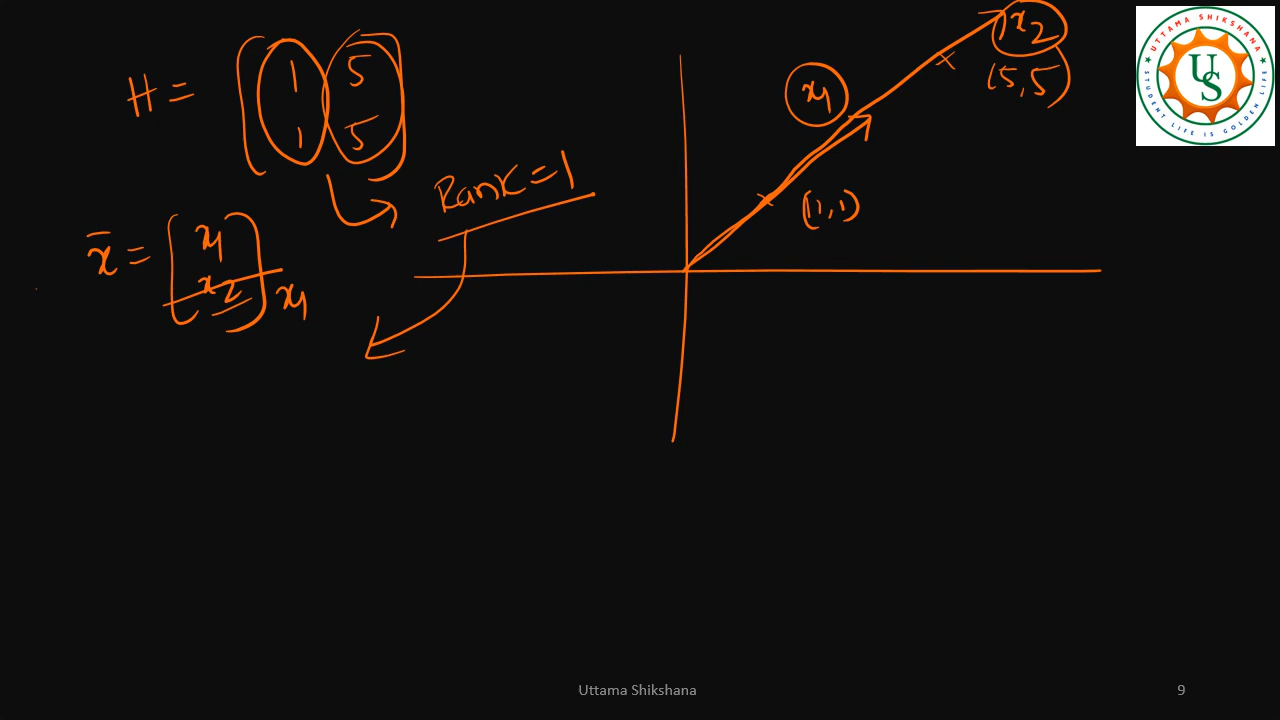 H = [1 5
1 5]
Rank = 1
x̄ = [x1
x2] x1
x1
(1,1)
x2
(5,5)
UTTAMA SHIKSHANA
US
STUDENT LIFE IS GOLDEN LIFE
Uttama Shikshana
9